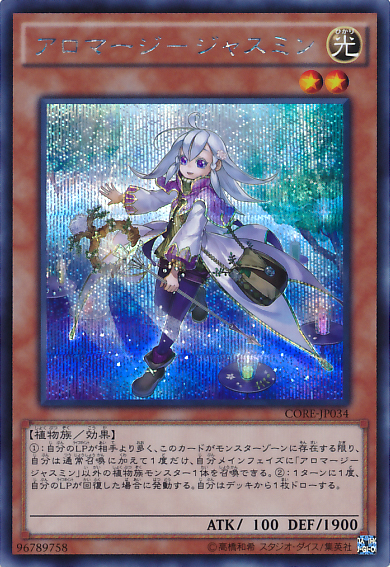 アロマージ－ジャスミン
光
CORE-JP034
【植物族／効果】
①：自分のLPが相手より多く、このカードがモンスターゾーンに存在する限り、
自分は通常召喚に加えて１度だけ、自分メインフェイズに「アロマージ－
ジャスミン」以外の植物族モンスター１体を召喚できる。②：１ターンに１度、
自分のLPが回復した場合に発動する。自分はデッキから１枚ドローする。
ATK/ 100 DEF/1900
96789758
©高橋和希 スタジオ・ダイス/集英社